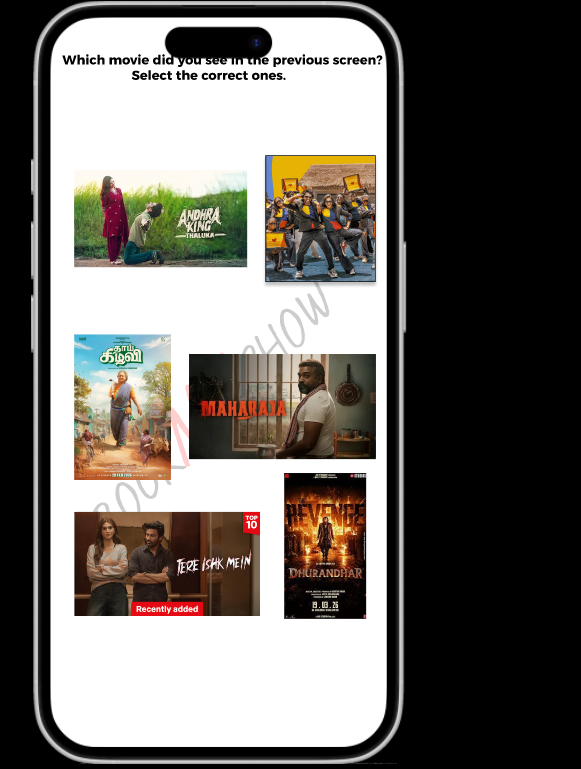 Which movie did you see in the previous screen?
Select the correct ones.
ANDHRA
KING
THALUKA
தாய்
கிழவி
MAHARAJA
BOOKMYSHOW
TOP
10
TERE ISHK MEIN
Recently added
REVENGE
DHURANDHAR
19.03.26